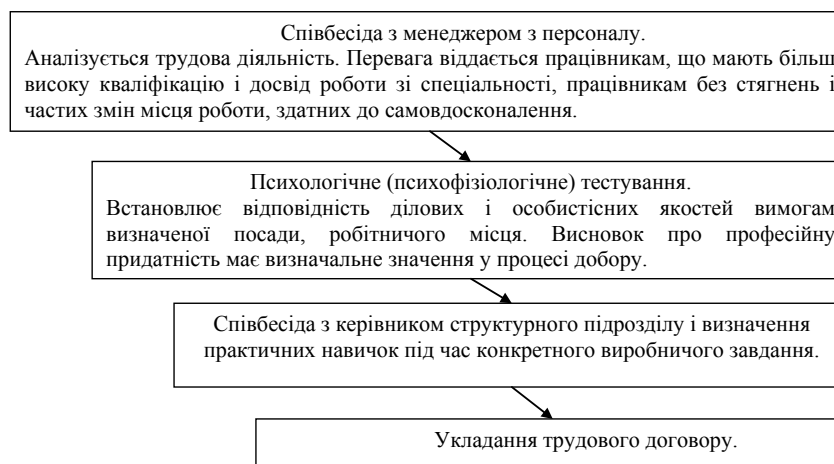 Співбесіда з менеджером з персоналу.
Аналізується трудова діяльність. Перевага віддається працівникам, що мають більш
високу кваліфікацію і досвід роботи зі спеціальності, працівникам без стягнень і
частих змін місця роботи, здатних до самовдосконалення.
Психологічне (психофізіологічне) тестування.
Встановлює відповідність ділових і особистісних якостей вимогам
визначеної посади, робітничого місця. Висновок про професійну
придатність має визначальне значення у процесі добору.
Співбесіда з керівником структурного підрозділу і визначення
практичних навичок під час конкретного виробничого завдання.
Укладання трудового договору.